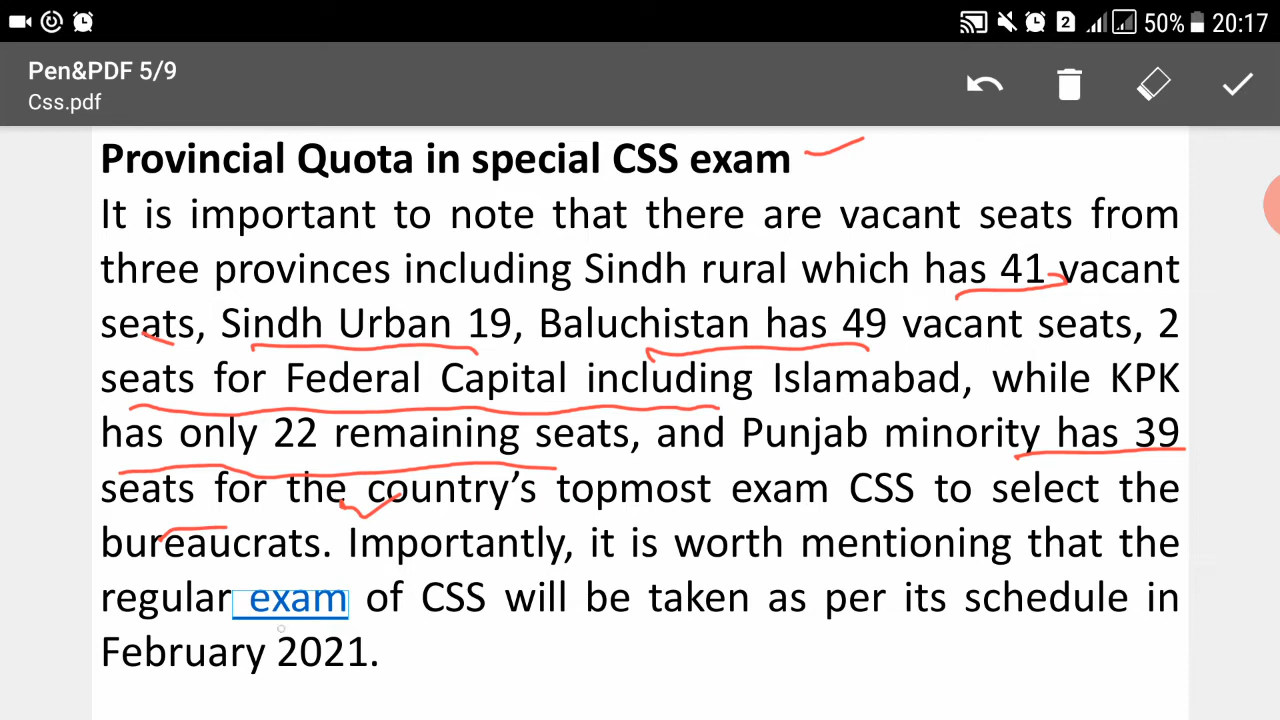 2 50% 20:17
Pen&PDF 5/9
Css.pdf
Provincial Quota in special CSS exam
It is important to note that there are vacant seats from
three provinces including Sindh rural which has 41 vacant
seats, Sindh Urban 19, Baluchistan has 49 vacant seats, 2
seats for Federal Capital including Islamabad, while KPK
has only 22 remaining seats, and Punjab minority has 39
seats for the country’s topmost exam CSS to select the
bureaucrats. Importantly, it is worth mentioning that the
regular exam of CSS will be taken as per its schedule in
February 2021.